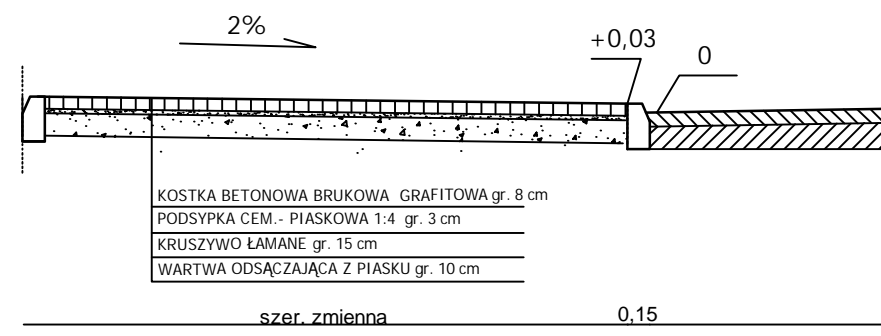 2%
+0,03
0
KOSTKA BETONOWA BRUKOWA GRAFITOWA gr. 8 cm
PODSYPKA CEM.- PIASKOWA 1:4 gr. 3 cm
KRUSZYWO ŁAMANE gr. 15 cm
WARTWA ODSĄCZAJĄCA Z PIASKU gr. 10 cm
szer. zmienna 0,15